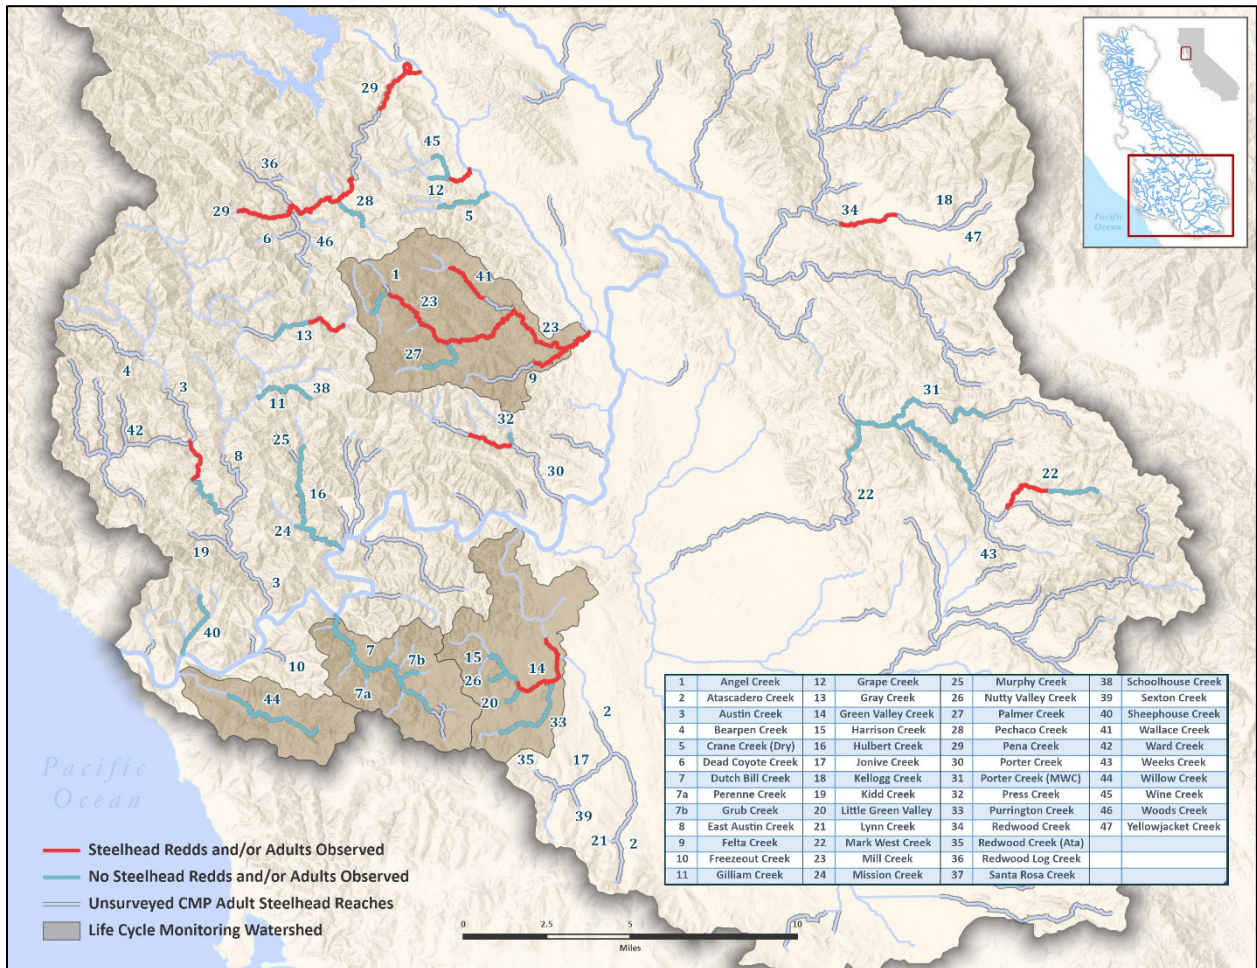 29
45
36
12
28
29
5
6
46
34
18
47
1
41
23
23
13
27
9
4
3
38
11
31
42
32
25
8
30
22
22
16
24
43
19
3
40
7
7b
15
14
10
26
7a
20
44
33
2
35
17
39
21
2
Pacific
Ocean
Pacific
Ocean
1 Angel Creek 12 Grape Creek 25 Murphy Creek 38 Schoolhouse Creek
2 Atascadero Creek 13 Gray Creek 26 Nutty Valley Creek 39 Sexton Creek
3 Austin Creek 14 Green Valley Creek 27 Palmer Creek 40 Sheephouse Creek
4 Bearpen Creek 15 Harrison Creek 28 Pechaco Creek 41 Wallace Creek
5 Crane Creek (Dry) 16 Hulbert Creek 29 Pena Creek 42 Ward Creek
6 Dead Coyote Creek 17 Jonive Creek 30 Porter Creek 43 Weeks Creek
7 Dutch Bill Creek 18 Kellogg Creek 31 Porter Creek (MWC) 44 Willow Creek
7a Perenne Creek 19 Kidd Creek 32 Press Creek 45 Wine Creek
7b Grub Creek 20 Little Green Valley 33 Purrington Creek 46 Woods Creek
8 East Austin Creek 21 Lynn Creek 34 Redwood Creek 47 Yellowjacket Creek
9 Felta Creek 22 Mark West Creek 35 Redwood Creek (Ata)
10 Freezeout Creek 23 Mill Creek 36 Redwood Log Creek
11 Gilliam Creek 24 Mission Creek 37 Santa Rosa Creek
Steelhead Redds and/or Adults Observed
No Steelhead Redds and/or Adults Observed
Unsurveyed CMP Adult Steelhead Reaches
Life Cycle Monitoring Watershed
0 2.5 5 10
Miles